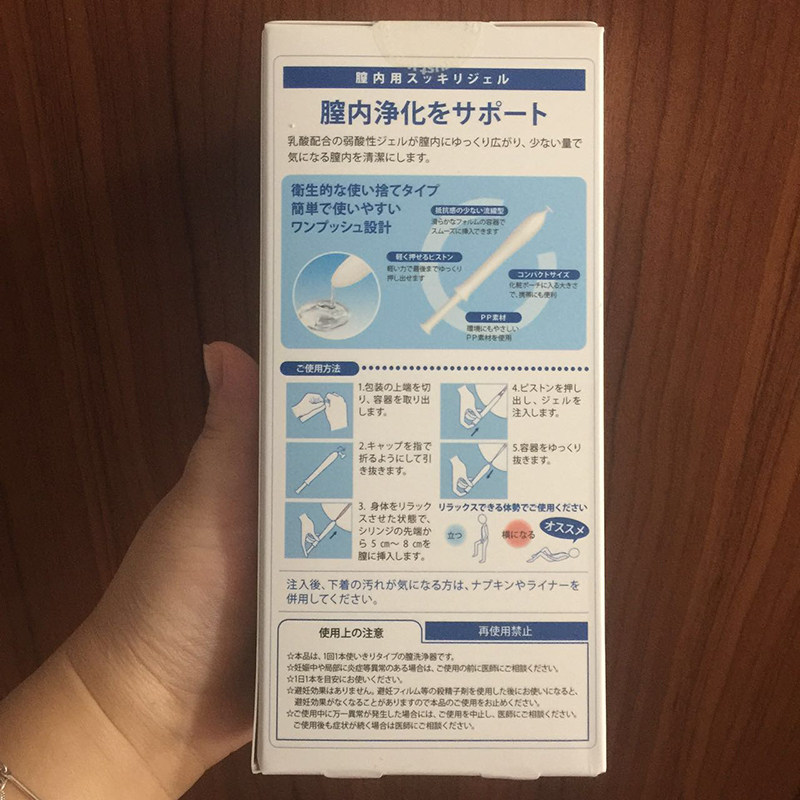 膣内用スッキリジェル
膣内浄化をサポート
乳酸配合の弱酸性ジェルが膣内にゆっくり広がり、少ない量で
気になる膣内を清潔にします。
衛生的な使い捨てタイプ
簡単で使いやすい
ワンプッシュ設計
抵抗感の少ない流線型
滑らかなフォルムの容器で
スムーズに挿入できます
軽く押せるピストン
軽い力で最後までゆっくり
押し出せます
コンパクトサイズ
化粧ポーチに入る大きさ
で、携帯にも便利
PP素材
環境にもやさしい
PP素材を使用
ご使用方法
1.包装の上端を切
り、容器を取り出
します。
2.キャップを指で
折るようにして引
き抜きます。
3. 身体をリラック
スさせた状態で、
シリンジの先端か
ら 5 cm〜 8 cmを
膣に挿入します。
4.ピストンを押し
出し、ジェルを
注入します。
5.容器をゆっくり
抜きます。
リラックスできる体勢でご使用ください
立つ
横になる
オススメ
注入後、下着の汚れが気になる方は、ナプキンやライナーを
併用してください。
使用上の注意
再使用禁止
☆本品は、1回1本使いきりタイプの膣洗浄器です。
☆妊娠中や局部に炎症等異常のある場合は、ご使用の前に医師にご相談ください。
☆1日1本を目安にお使いください。
☆避妊効果はありません。避妊フィルム等の殺精子剤を使用した後にお使いになると、
避妊効果がなくなることがありますので本品のご使用をお止めください。
☆ご使用中に万一異常が発生した場合には、ご使用を中止し、医師にご相談ください。
ご使用後も症状が続く場合は医師にご相談ください。